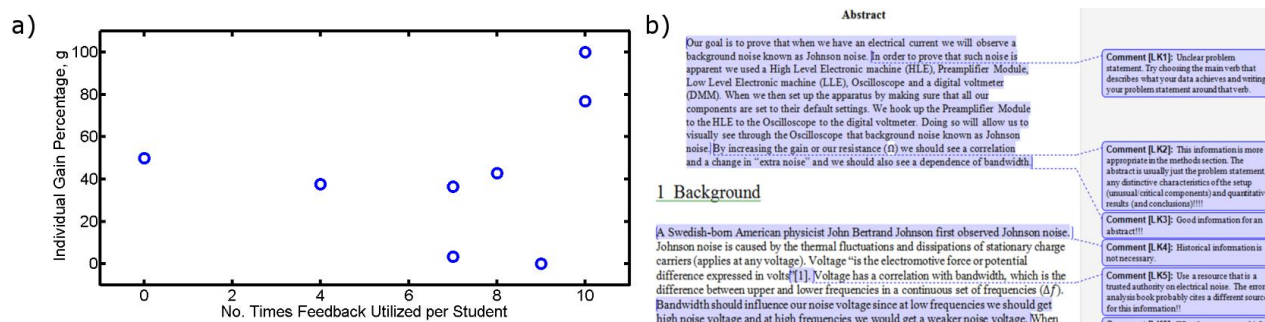 a)
Individual Gain Percentage, g
100
80
60
40
20
0
0 2 4 6 8 10
No. Times Feedback Utilized per Student
b)
Abstract
Our goal is to prove that when we have an electrical current we will observe a
background noise known as Johnson noise. In order to prove that such noise is
apparent we used a High Level Electronic machine (HLE), Preamplifier Module,
Low Level Electronic machine (LLE), Oscilloscope and a digital voltmeter
(DMM). When we then set up the apparatus by making sure that all our
components are set to their default settings. We hook up the Preamplifier Module
to the HLE to the Oscilloscope to the digital voltmeter. Doing so will allow us to
visually see through the Oscilloscope that background noise known as Johnson
noise. By increasing the gain or our resistance (Ω) we should see a correlation
and a change in "extra noise" and we should also see a dependence of bandwidth.
1 Background
A Swedish-born American physicist John Bertrand Johnson first observed Johnson noise.
Johnson noise is caused by the thermal fluctuations and dissipations of stationary charge
carriers (applies at any voltage). Voltage "is the electromotive force or potential
difference expressed in volts"[1]. Voltage has a correlation with bandwidth, which is the
difference between upper and lower frequencies in a continuous set of frequencies (Δf).
Bandwidth should influence our noise voltage since at low frequencies we should get
high noise voltage and at high frequencies we would get a weaker noise voltage. When
Comment [LK1]: Unclear problem
statement. Try choosing the main verb that
describes what your data achieves and writing
your problem statement around that verb.
Comment [LK2]: This information is more
appropriate in the methods section. The
abstract is usually just the problem statement,
any distinctive characteristics of the setup
(unusual/critical components) and quantitative
results (and conclusions)!!!!
Comment [LK3]: Good information for an
abstract!!!
Comment [LK4]: Historical information is
not necessary.
Comment [LK5]: Use a resource that is a
trusted authority on electrical noise. The error
analysis book probably cites a different source
for this information!!